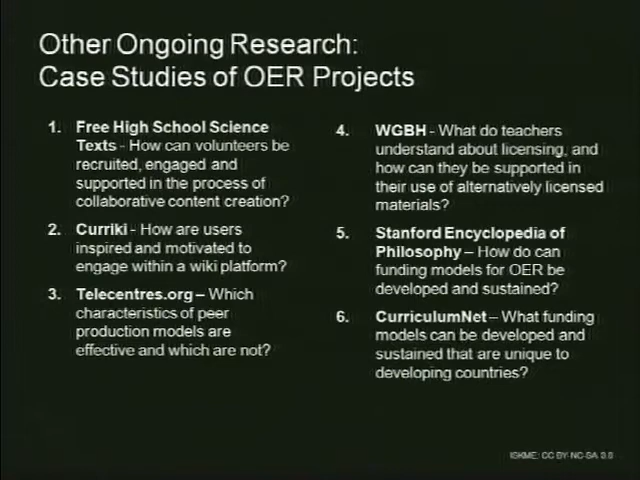 Other Ongoing Research:
Case Studies of OER Projects
1. Free High School Science
Texts - How can volunteers be
recruited, engaged and
supported in the process of
collaborative content creation?
2. Curriki - How are users
inspired and motivated to
engage within a wiki platform?
3. Telecentres.org – Which
characteristics of peer
production models are
effective and which are not?
4. WGBH - What do teachers
understand about licensing, and
how can they be supported in
their use of alternatively licensed
materials?
5. Stanford Encyclopedia of
Philosophy – How do can
funding models for OER be
developed and sustained?
6. CurriculumNet – What funding
models can be developed and
sustained that are unique to
developing countries?
ISKME: CC BY-NC-SA